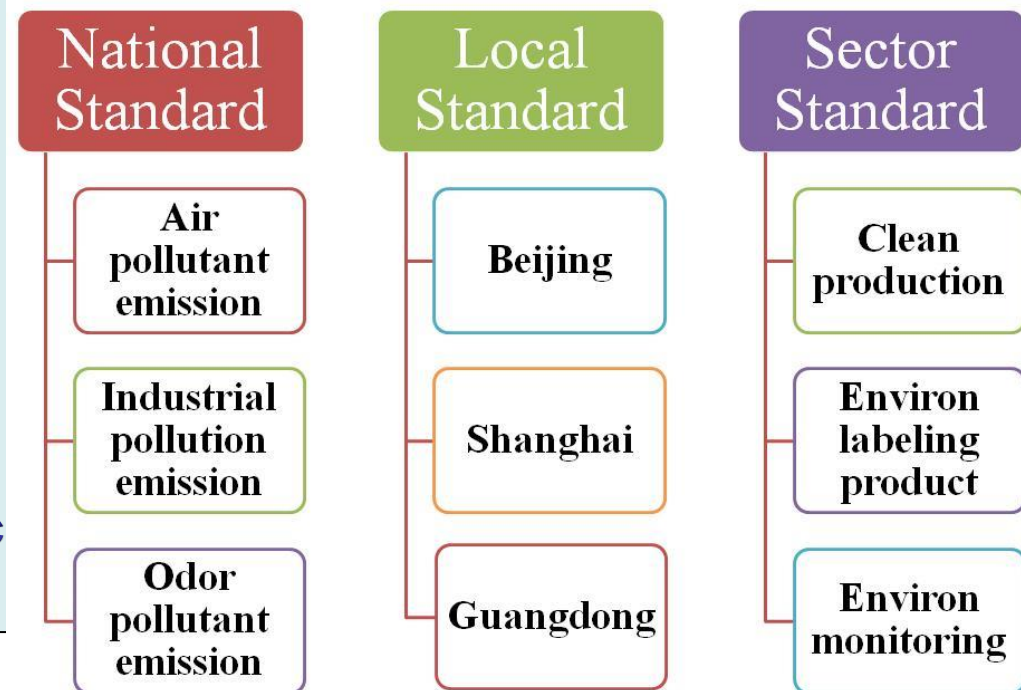 National
Standard
Air
pollutant
emission
Industrial
pollution
emission
Odor
pollutant
emission
Local
Standard
Beijing
Shanghai
Guangdong
Sector
Standard
Clean
production
Environ
labeling
product
Environ
monitoring